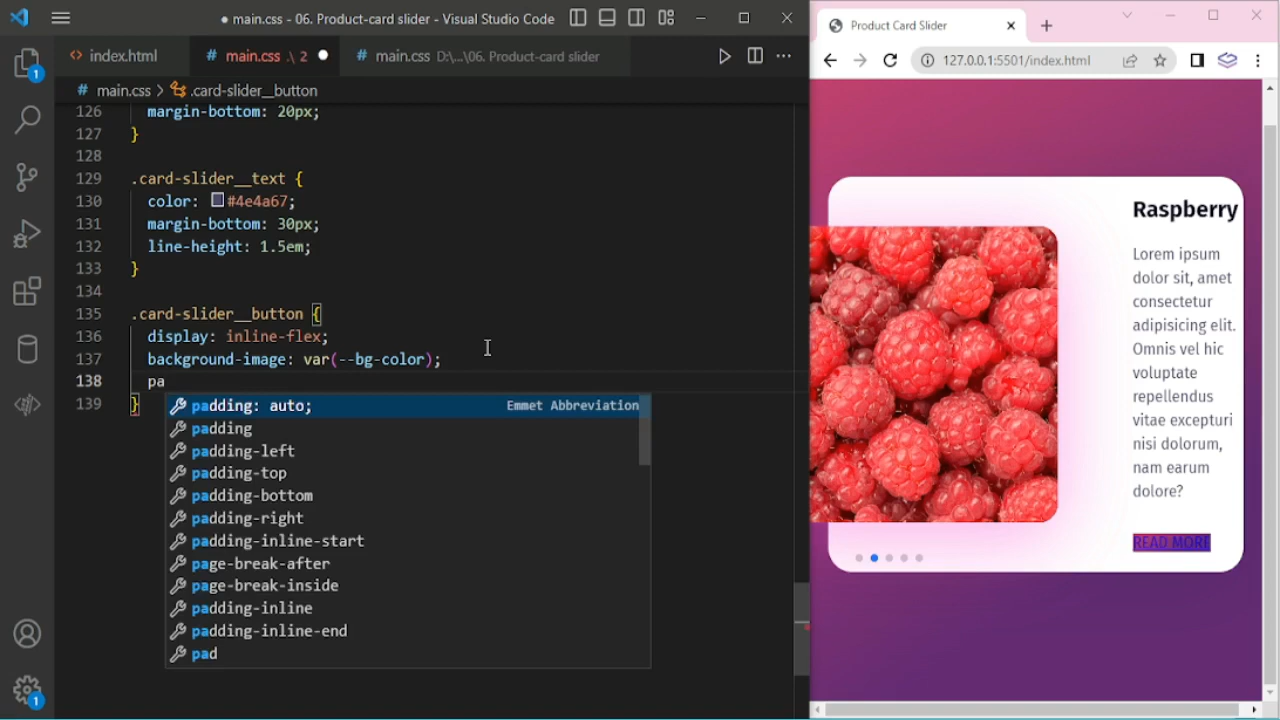 main.css - 06. Product-card slider - Visual Studio Code
index.html
# main.css .\ 2
# main.css D:\...\06. Product-card slider
# main.css > .card-slider__button
126 margin-bottom: 20px;
127 }
128
129 .card-slider__text {
130 color: #4e4a67;
131 margin-bottom: 30px;
132 line-height: 1.5em;
133 }
134
135 .card-slider__button {
136 display: inline-flex;
137 background-image: var(--bg-color);
138 pa
139 }
padding: auto; Emmet Abbreviation
padding
padding-left
padding-top
padding-bottom
padding-right
padding-inline-start
page-break-after
page-break-inside
padding-inline
padding-inline-end
pad
1
1
Product Card Slider
127.0.0.1:5501/index.html
Raspberry
Lorem ipsum
dolor sit, amet
consectetur
adipisicing elit.
Omnis vel hic
voluptate
repellendus
vitae excepturi
nisi dolorum,
nam earum
dolore?
READ MORE